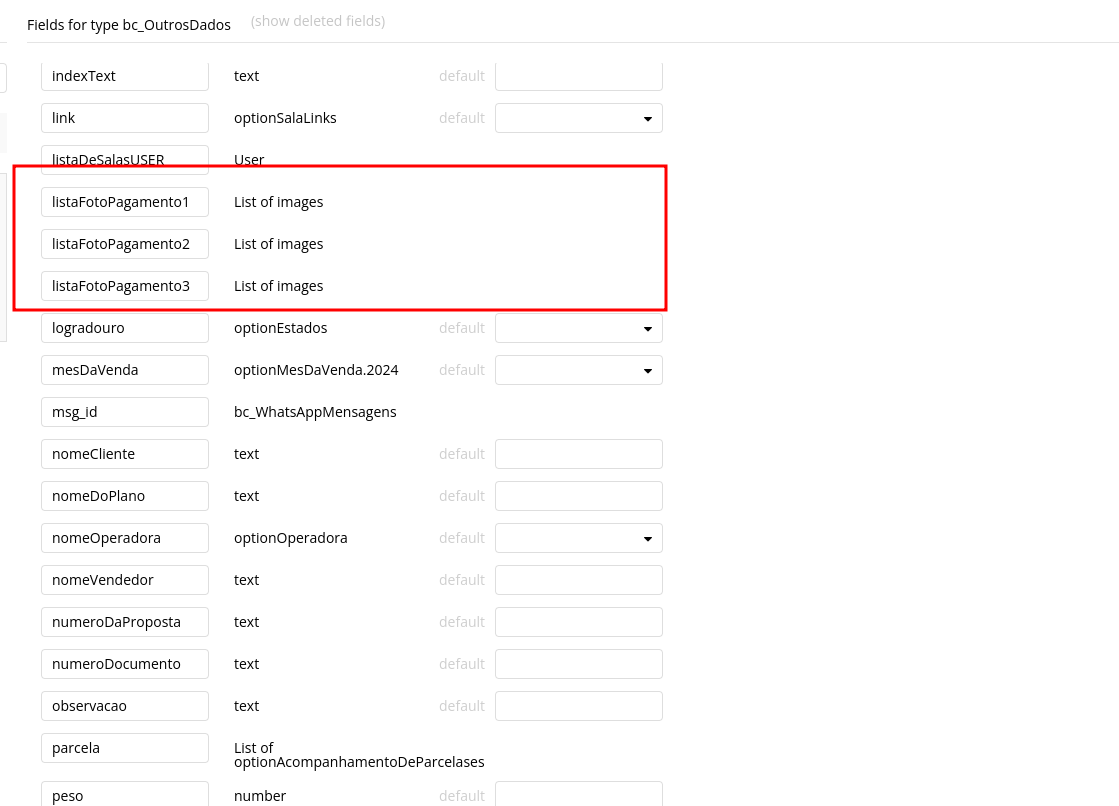 Fields for type bc_OutrosDados (show deleted fields)
indexText text default
link optionSalaLinks default
listaDeSalasUSER User
listaFotoPagamento1 List of images
listaFotoPagamento2 List of images
listaFotoPagamento3 List of images
logradouro optionEstados default
mesDaVenda optionMesDaVenda.2024 default
msg_id bc_WhatsAppMensagens
nomeCliente text default
nomeDoPlano text default
nomeOperadora optionOperadora default
nomeVendedor text default
numeroDaProposta text default
numeroDocumento text default
observacao text default
parcela List of
optionAcompanhamentoDeParcelases
peso number default